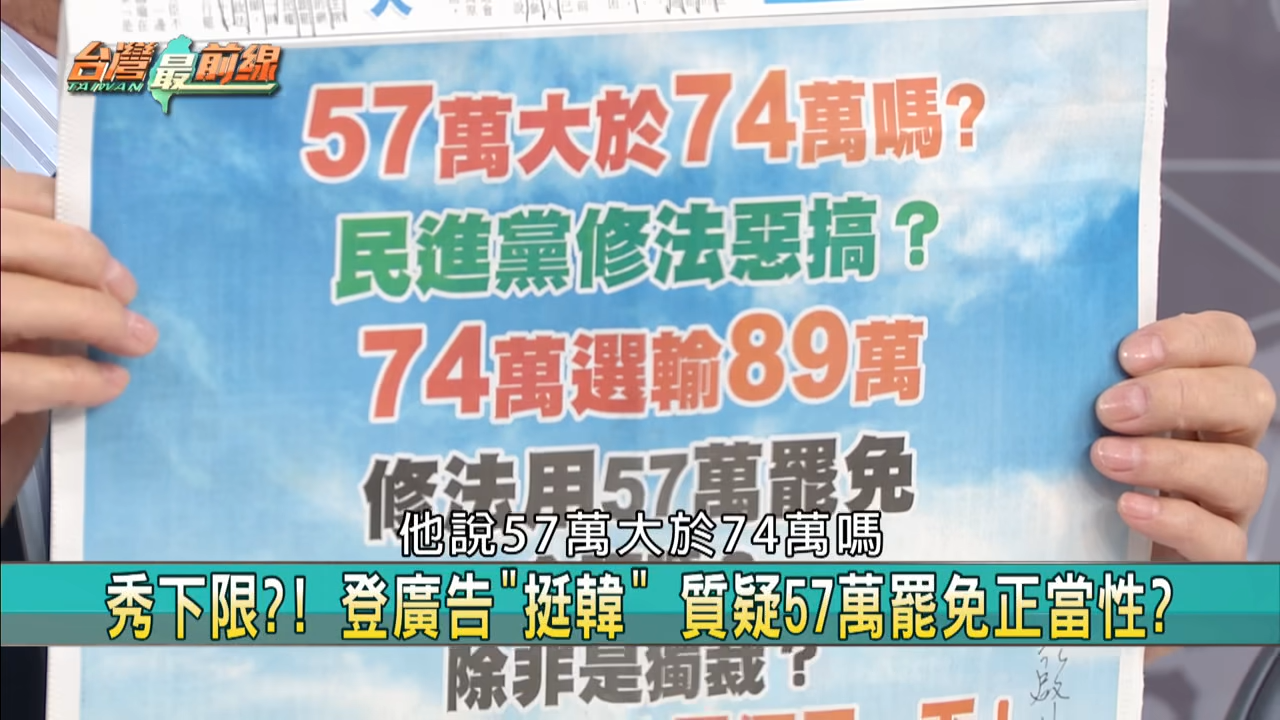 台灣最前線
TAIWAN
57萬大於74萬嗎?
民進黨修法惡搞？
74萬選輸89萬
修法用57萬罷免
他說57萬大於74萬嗎
秀下限?! 登廣告"挺韓" 質疑57萬罷免正當性?
除非是獨裁？